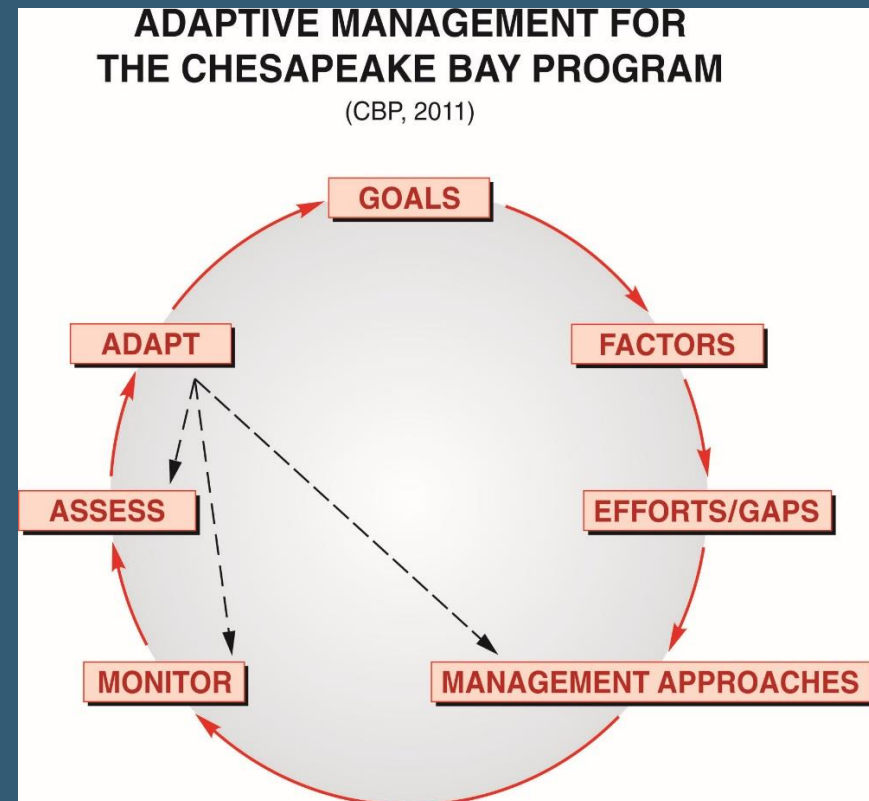 ADAPTIVE MANAGEMENT FOR
THE CHESAPEAKE BAY PROGRAM
(CBP, 2011)
GOALS
ADAPT
FACTORS
ASSESS
EFFORTS/GAPS
MONITOR
MANAGEMENT APPROACHES